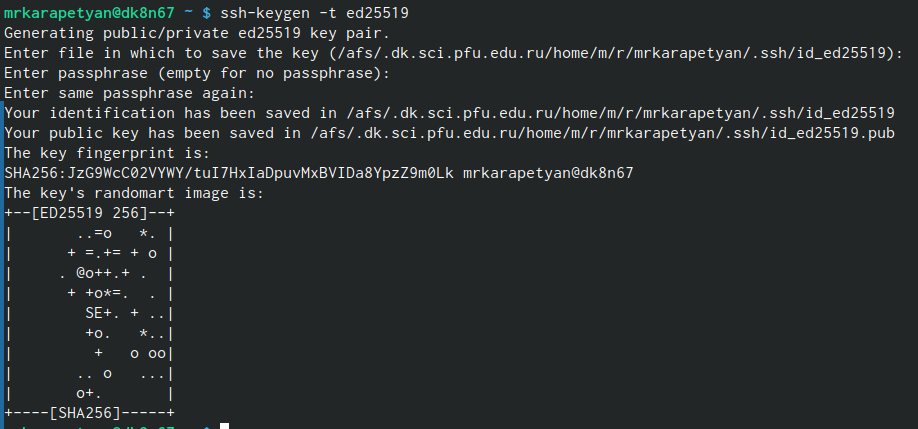 mrkarapetyan@dk8n67 ~ $ ssh-keygen -t ed25519
Generating public/private ed25519 key pair.
Enter file in which to save the key (/afs/.dk.sci.pfu.edu.ru/home/m/r/mrkarapetyan/.ssh/id_ed25519):
Enter passphrase (empty for no passphrase):
Enter same passphrase again:
Your identification has been saved in /afs/.dk.sci.pfu.edu.ru/home/m/r/mrkarapetyan/.ssh/id_ed25519
Your public key has been saved in /afs/.dk.sci.pfu.edu.ru/home/m/r/mrkarapetyan/.ssh/id_ed25519.pub
The key fingerprint is:
SHA256:JzG9WcC02VYWY/tuI7HxIaDpuvMxBVIDa8YpzZ9m0Lk mrkarapetyan@dk8n67
The key's randomart image is:
+--[ED25519 256]--+
|       ..=o   *. |
|      + =.+= + o |
|     . @o++.+ .  |
|      + +o*=.  . |
|        SE+. + ..|
|        +o.   *..|
|         +   o oo|
|       .. o   ...|
|       o+.       |
+----[SHA256]-----+